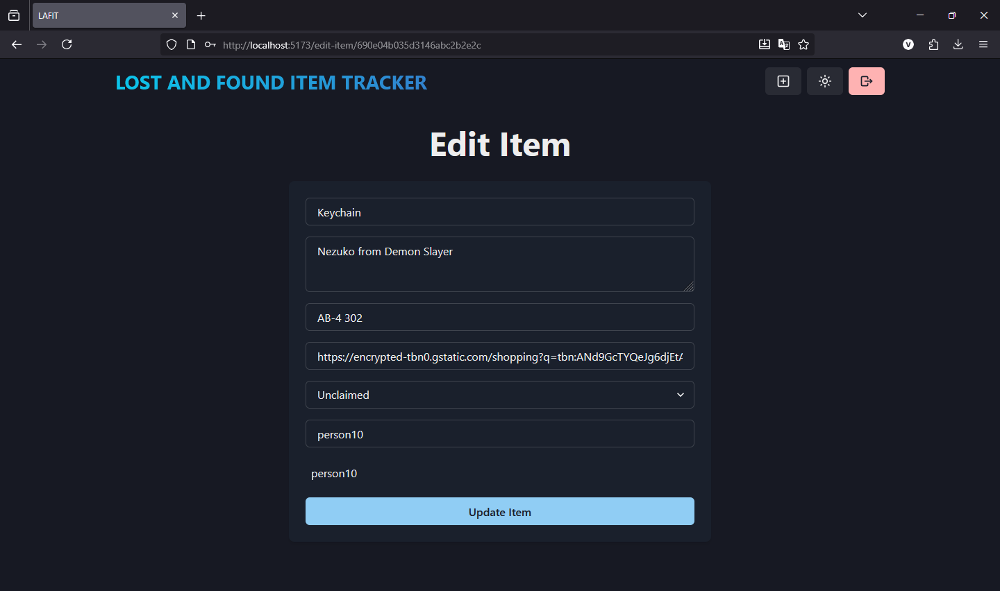 LAFIT
http://localhost:5173/edit-item/690e04b035d3146abc2b2e2c
V
LOST AND FOUND ITEM TRACKER
Edit Item
Keychain
Nezuko from Demon Slayer
AB-4 302
https://encrypted-tbn0.gstatic.com/shopping?q=tbn:ANd9GcTYQeJg6djEtA
Unclaimed
person10
person10
Update Item